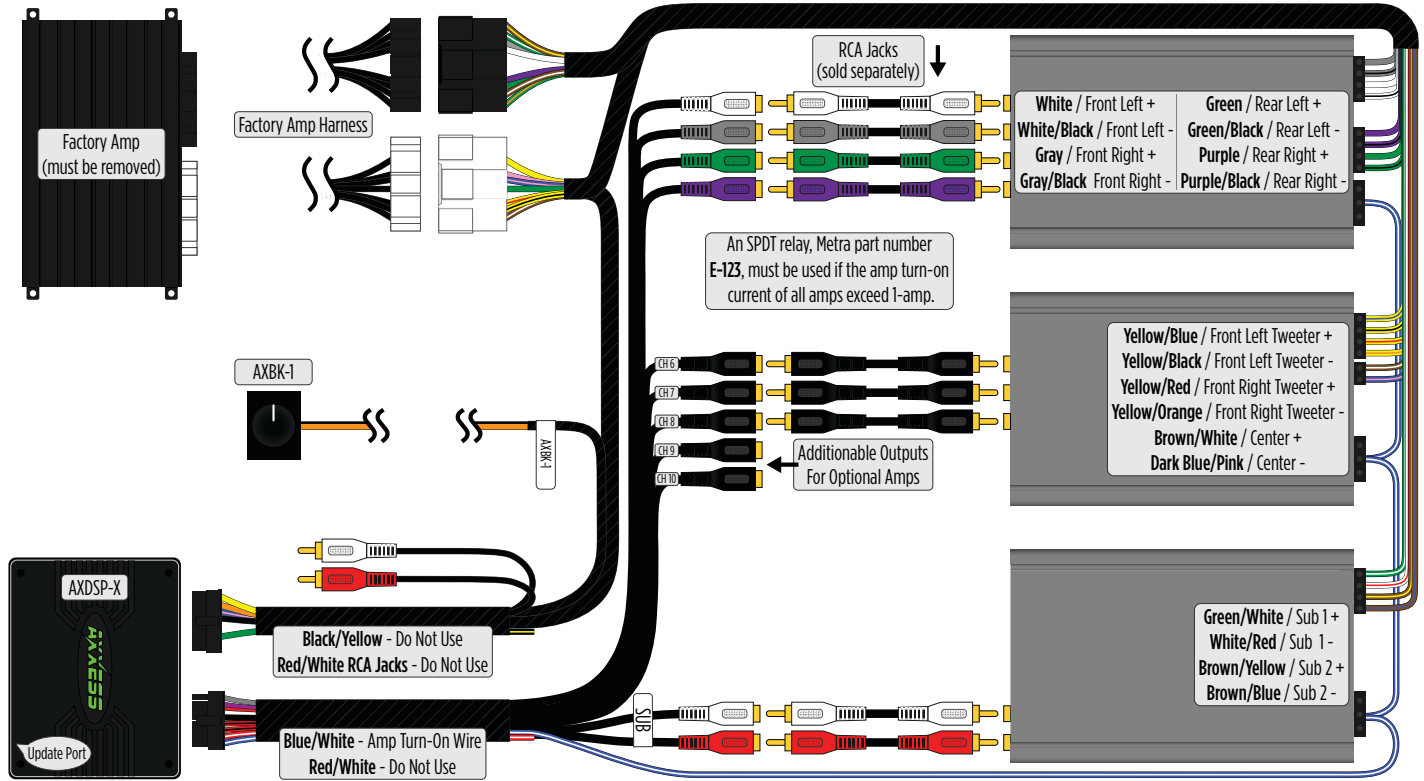 Factory Amp
(must be removed)
Factory Amp Harness
RCA Jacks
(sold separately)
White / Front Left +
White/Black / Front Left -
Gray / Front Right +
Gray/Black Front Right -
Green / Rear Left +
Green/Black / Rear Left -
Purple / Rear Right +
Purple/Black / Rear Right -
An SPDT relay, Metra part number
E-123, must be used if the amp turn-on
current of all amps exceed 1-amp.
AXBK-1
AXBK-1
CH 6
CH 7
CH 8
CH 9
CH 10
Additionable Outputs
For Optional Amps
Yellow/Blue / Front Left Tweeter +
Yellow/Black / Front Left Tweeter -
Yellow/Red / Front Right Tweeter +
Yellow/Orange / Front Right Tweeter -
Brown/White / Center +
Dark Blue/Pink / Center -
AXDSP-X
AXXESS
Update Port
Black/Yellow - Do Not Use
Red/White RCA Jacks - Do Not Use
Blue/White - Amp Turn-On Wire
Red/White - Do Not Use
SUB
Green/White / Sub 1 +
White/Red / Sub 1 -
Brown/Yellow / Sub 2 +
Brown/Blue / Sub 2 -